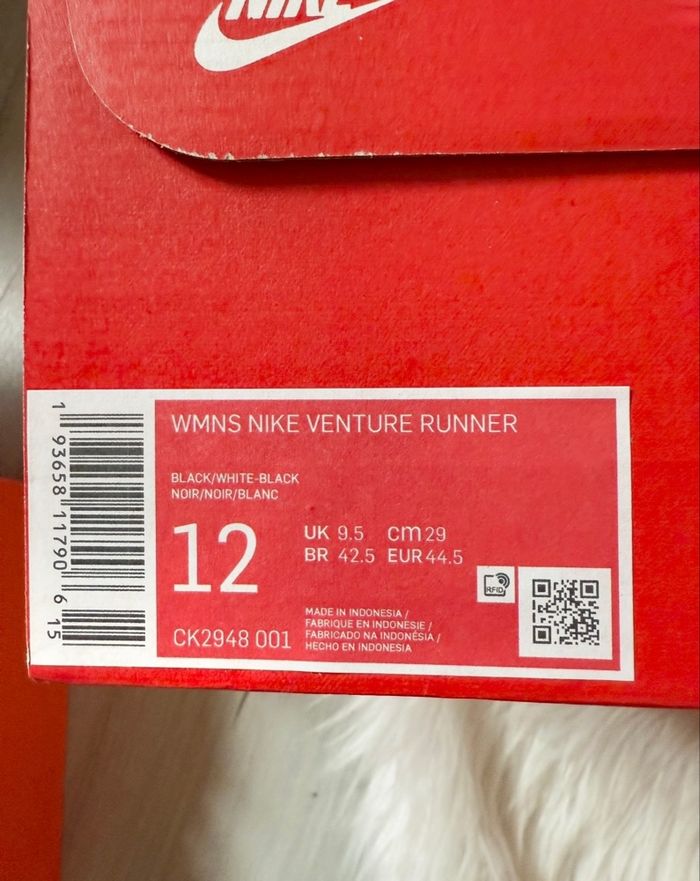 NIKE
WMNS NIKE VENTURE RUNNER
BLACK/WHITE-BLACK
NOIR/NOIR/BLANC
12
UK 9.5 cm 29
BR 42.5 EUR 44.5
CK2948 001
MADE IN INDONESIA /
FABRIQUE EN INDONESIE /
FABRICADO NA INDONÉSIA /
HECHO EN INDONESIA
RFID
1 93658 11790 6 15